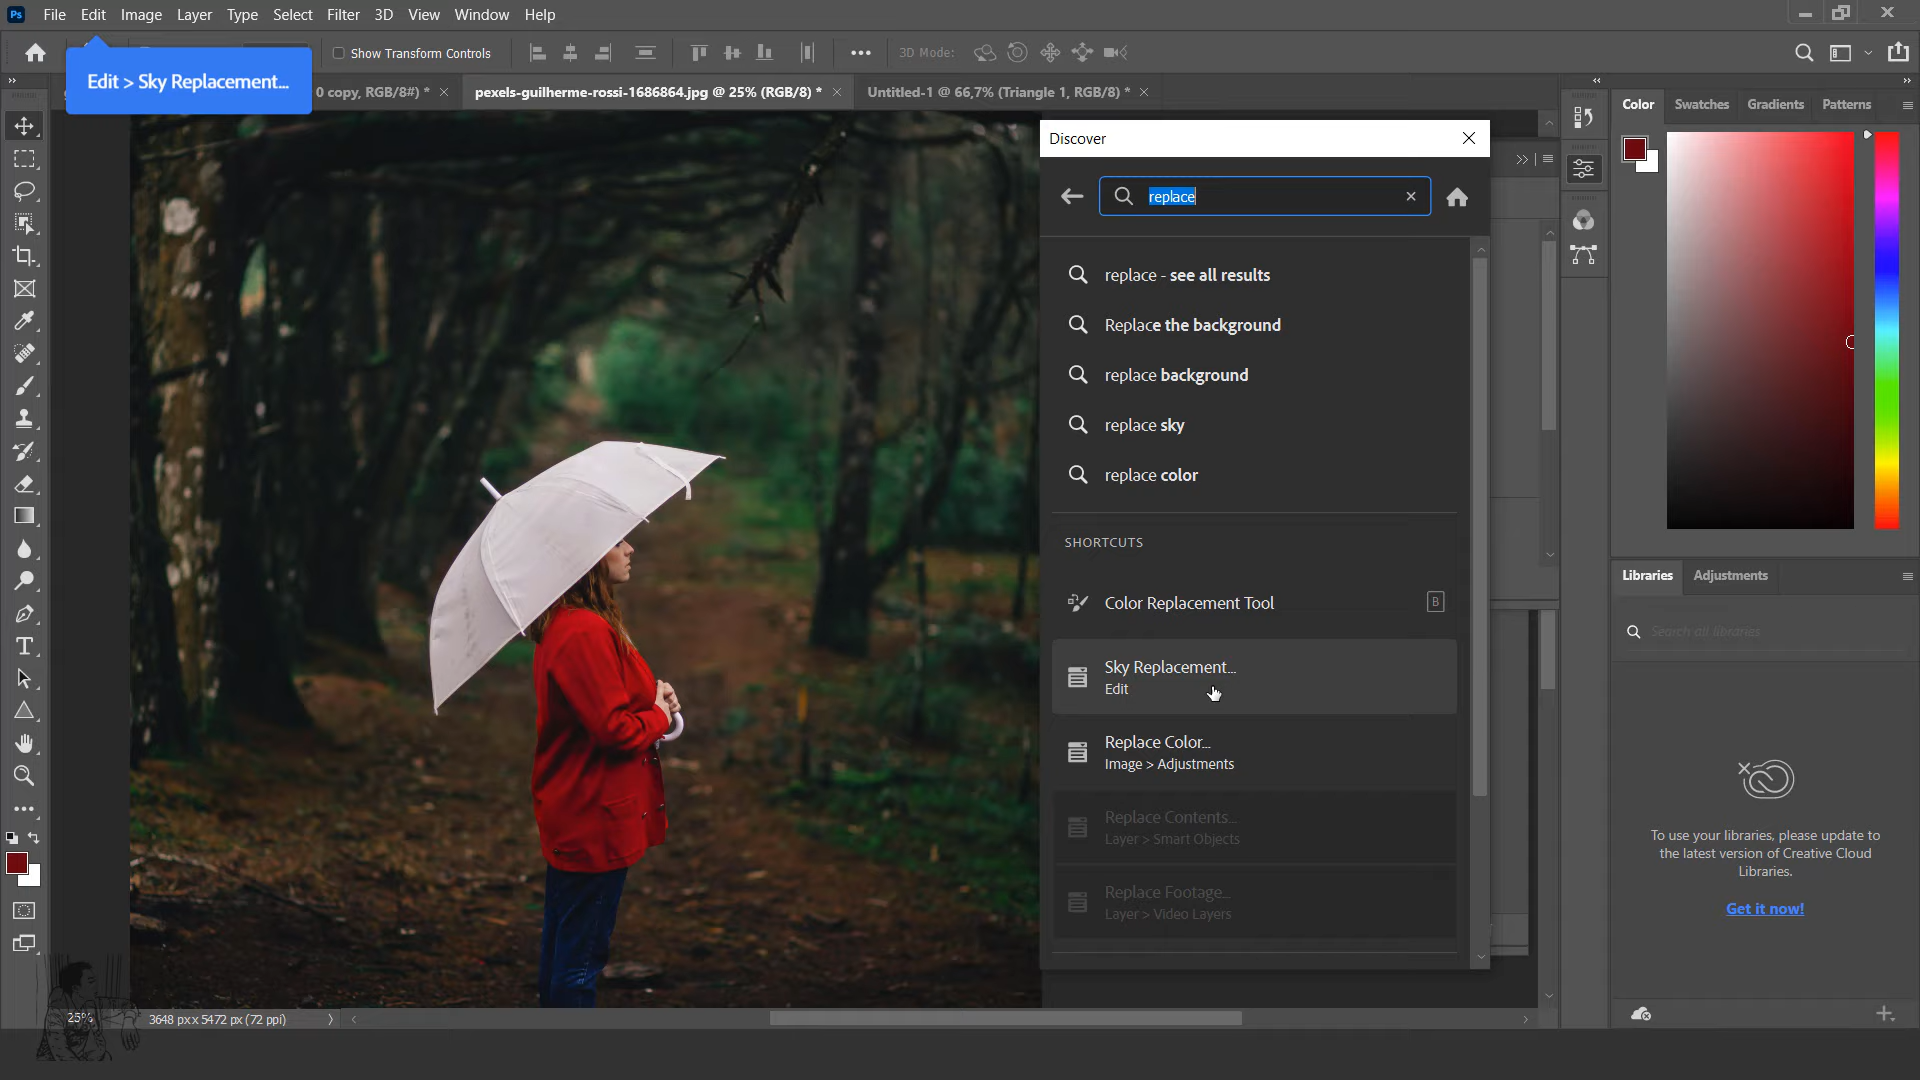 Ps File Edit Image Layer Type Select Filter 3D View Window Help
Show Transform Controls
3D Mode:
Edit > Sky Replacement...
0 copy, RGB/8#) *
pexels-guilherme-rossi-1686864.jpg @ 25% (RGB/8) *
Untitled-1 @ 66,7% (Triangle 1, RGB/8) *
Discover
replace
replace - see all results
Replace the background
replace background
replace sky
replace color
SHORTCUTS
Color Replacement Tool B
Sky Replacement...
Edit
Replace Color...
Image > Adjustments
Replace Contents...
Layer > Smart Objects
Replace Footage...
Layer > Video Layers
Color Swatches Gradients Patterns
Libraries Adjustments
Search all libraries
To use your libraries, please update to
the latest version of Creative Cloud
Libraries.
Get it now!
25%
3648 px x 5472 px (72 ppi)